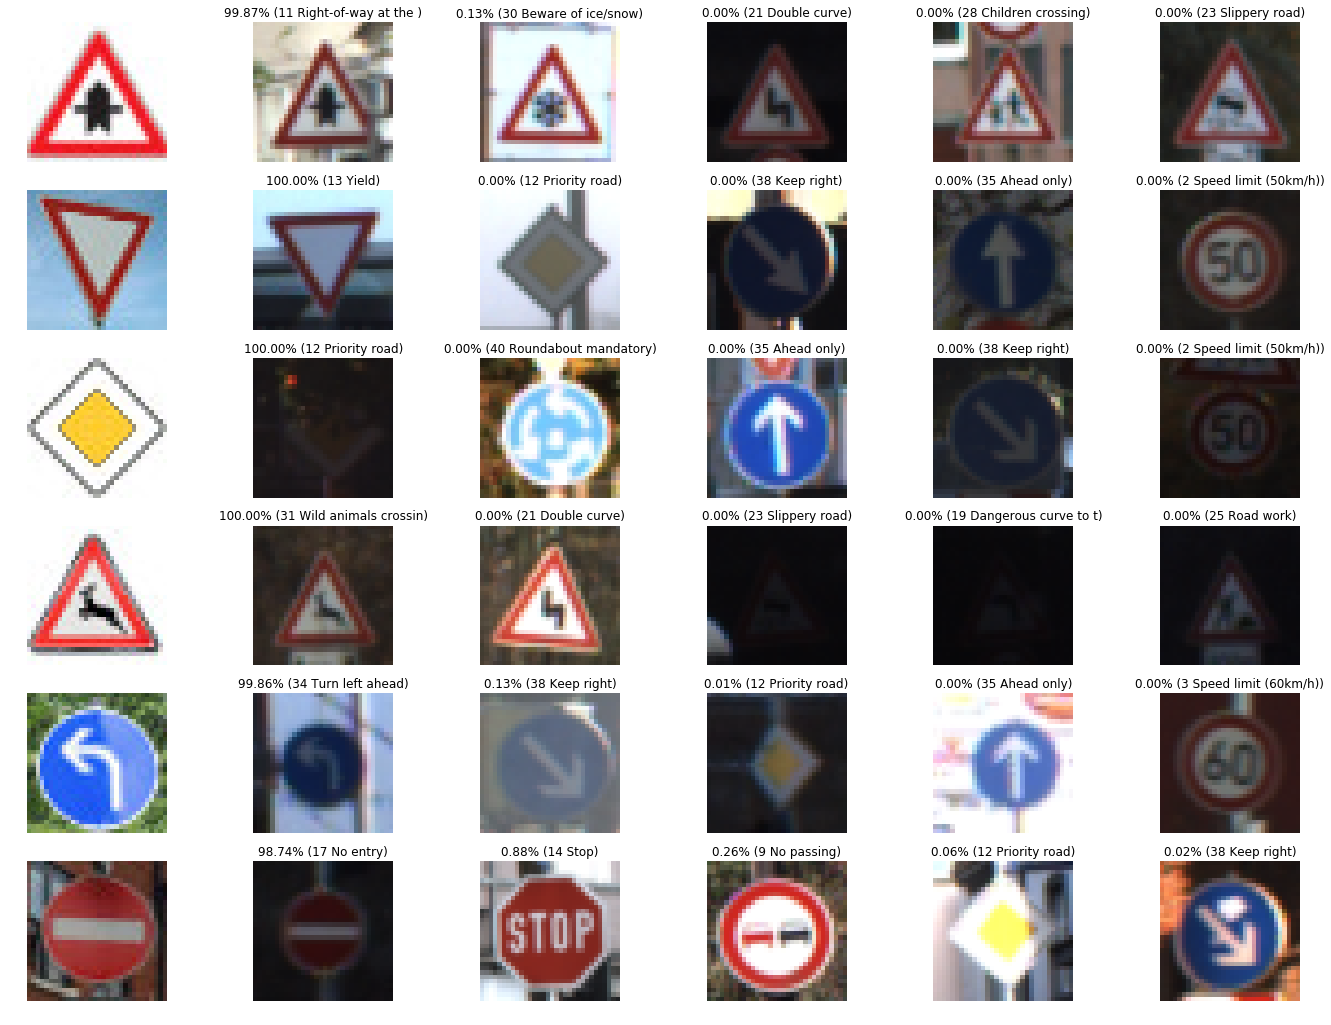 99.87% (11 Right-of-way at the )
0.13% (30 Beware of ice/snow)
0.00% (21 Double curve)
0.00% (28 Children crossing)
0.00% (23 Slippery road)
100.00% (13 Yield)
0.00% (12 Priority road)
0.00% (38 Keep right)
0.00% (35 Ahead only)
0.00% (2 Speed limit (50km/h))
50
100.00% (12 Priority road)
0.00% (40 Roundabout mandatory)
0.00% (35 Ahead only)
0.00% (38 Keep right)
0.00% (2 Speed limit (50km/h))
50
100.00% (31 Wild animals crossin)
0.00% (21 Double curve)
0.00% (23 Slippery road)
0.00% (19 Dangerous curve to t)
0.00% (25 Road work)
99.86% (34 Turn left ahead)
0.13% (38 Keep right)
0.01% (12 Priority road)
0.00% (35 Ahead only)
0.00% (3 Speed limit (60km/h))
60
98.74% (17 No entry)
0.88% (14 Stop)
0.26% (9 No passing)
0.06% (12 Priority road)
0.02% (38 Keep right)
STOP